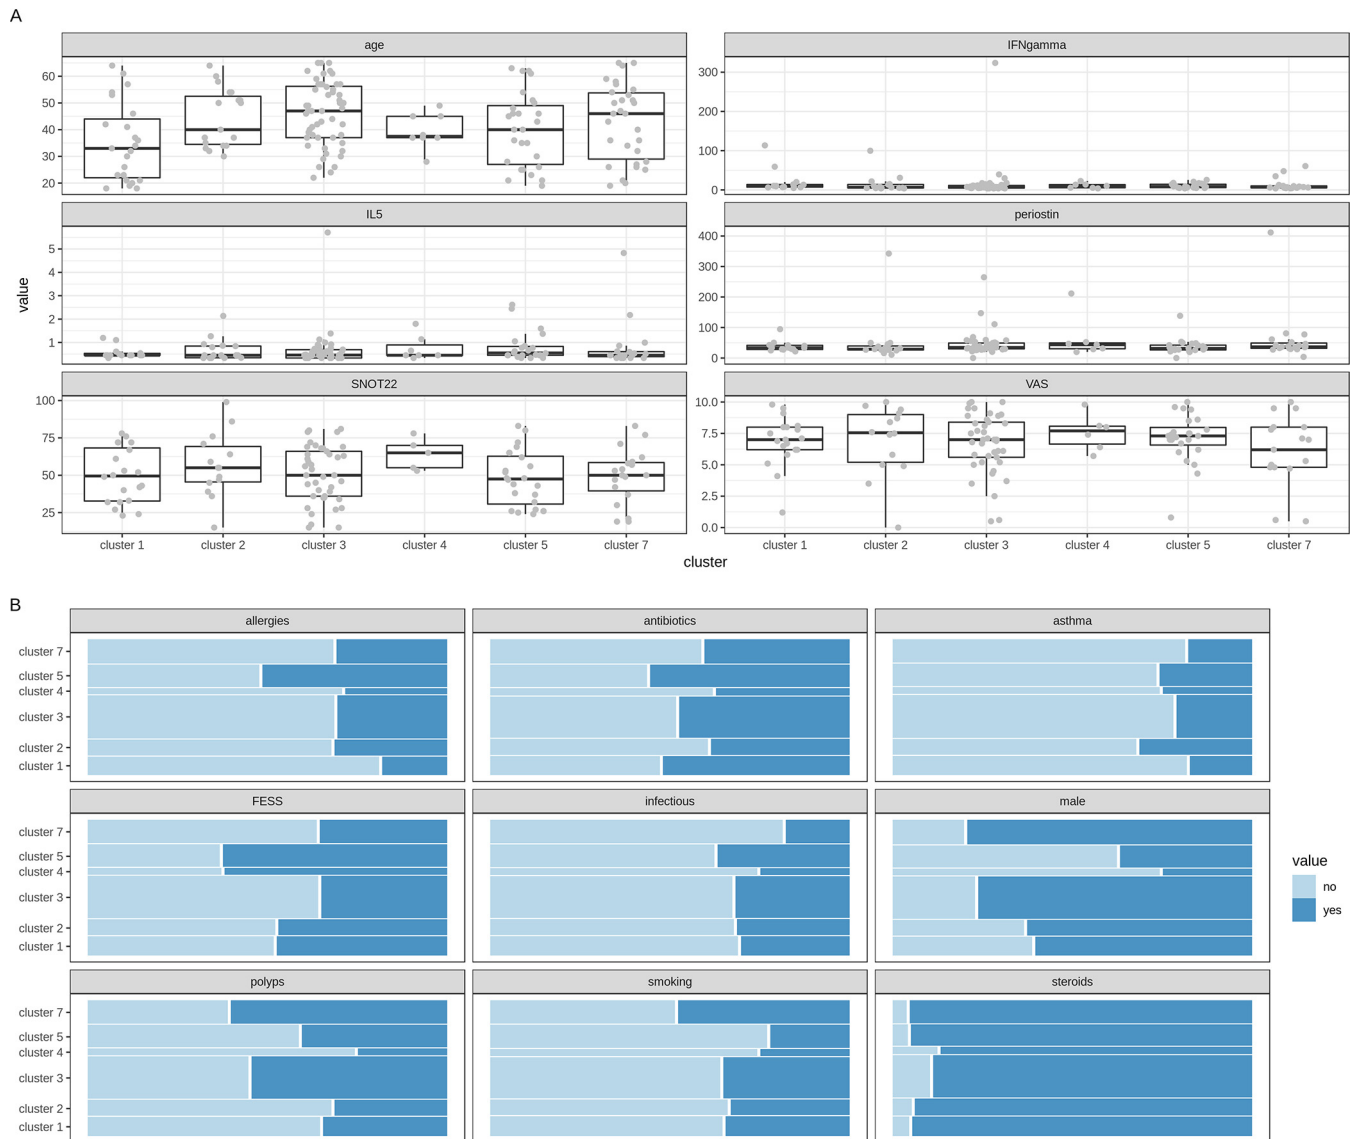 A
age
IFNgamma
60
50
40
30
20
300
200
100
0
IL5
periostin
5
4
3
2
1
400
300
200
100
0
value
SNOT22
VAS
100
75
50
25
10.0
7.5
5.0
2.5
0.0
cluster 1 cluster 2 cluster 3 cluster 4 cluster 5 cluster 7
cluster 1 cluster 2 cluster 3 cluster 4 cluster 5 cluster 7
cluster
B
allergies
antibiotics
asthma
cluster 7
cluster 5
cluster 4
cluster 3
cluster 2
cluster 1
FESS
infectious
male
cluster 7
cluster 5
cluster 4
cluster 3
cluster 2
cluster 1
value
no
yes
polyps
smoking
steroids
cluster 7
cluster 5
cluster 4
cluster 3
cluster 2
cluster 1